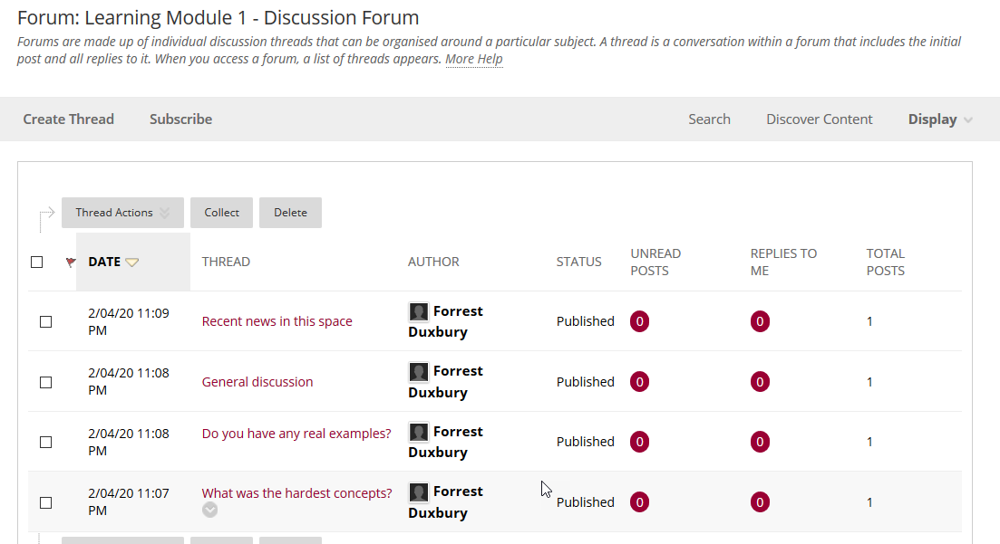 Forum: Learning Module 1 - Discussion Forum
Forums are made up of individual discussion threads that can be organised around a particular subject. A thread is a conversation within a forum that includes the initial
post and all replies to it. When you access a forum, a list of threads appears. More Help
Create Thread Subscribe Search Discover Content Display
Thread Actions Collect Delete
DATE THREAD AUTHOR STATUS UNREAD POSTS REPLIES TO ME TOTAL POSTS
2/04/20 11:09 PM Recent news in this space Forrest Duxbury Published 0 0 1
2/04/20 11:08 PM General discussion Forrest Duxbury Published 0 0 1
2/04/20 11:08 PM Do you have any real examples? Forrest Duxbury Published 0 0 1
2/04/20 11:07 PM What was the hardest concepts? Forrest Duxbury Published 0 0 1